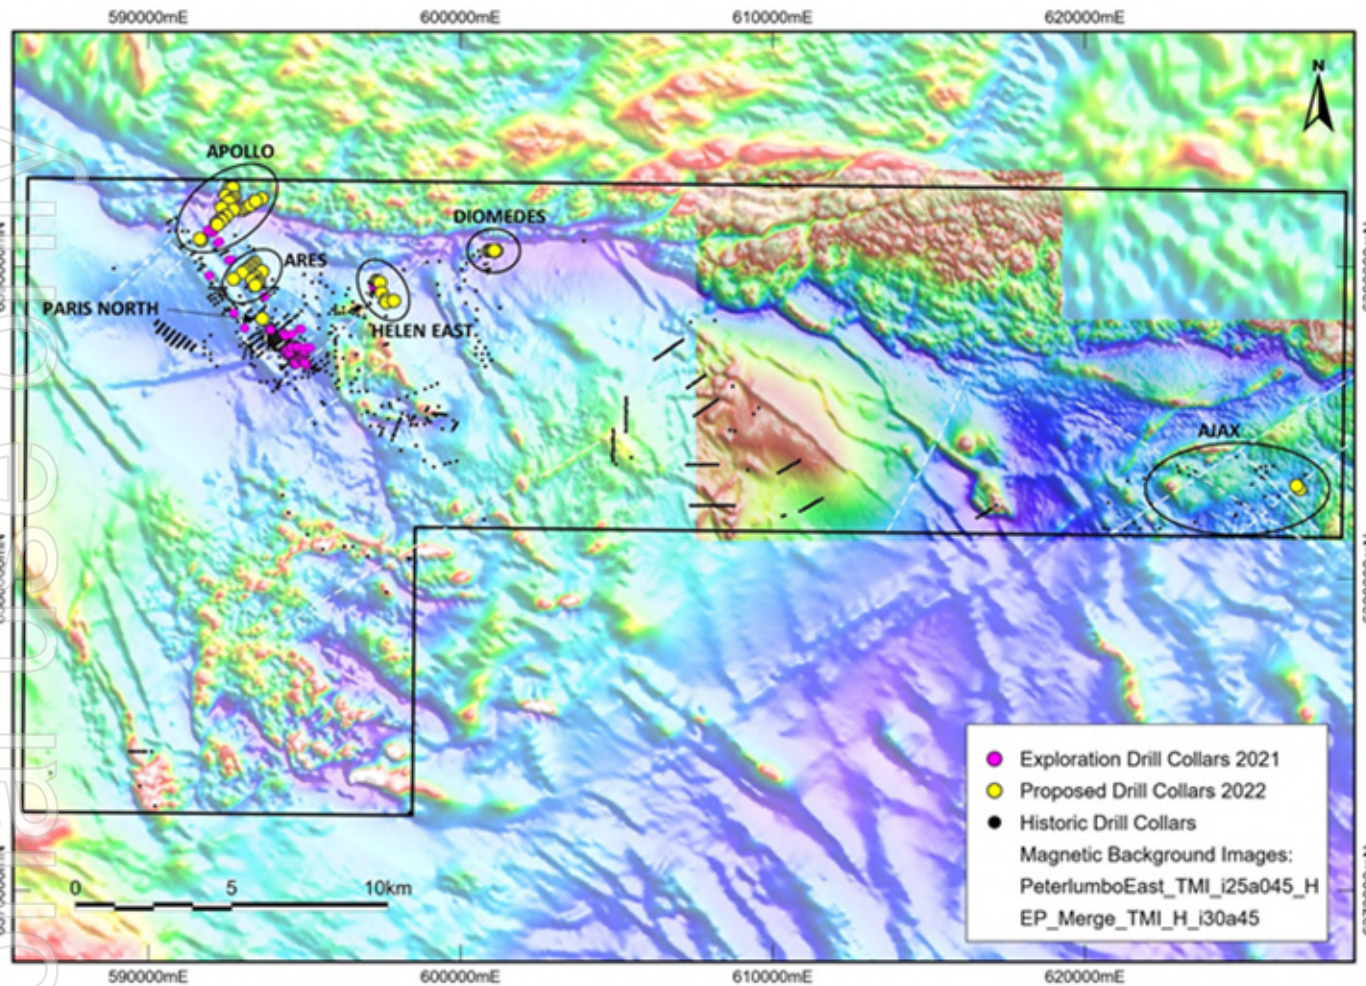 590000mE 600000mE 610000mE 620000mE
N
APOLLO
DIOMEDES
ARES
PARIS NORTH
HELEN EAST
AJAX
Exploration Drill Collars 2021
Proposed Drill Collars 2022
Historic Drill Collars
Magnetic Background Images:
PeterlumboEast_TMI_i25a045_H
EP_Merge_TMI_H_i30a45
0 5 10km
590000mE 600000mE 610000mE 620000mE